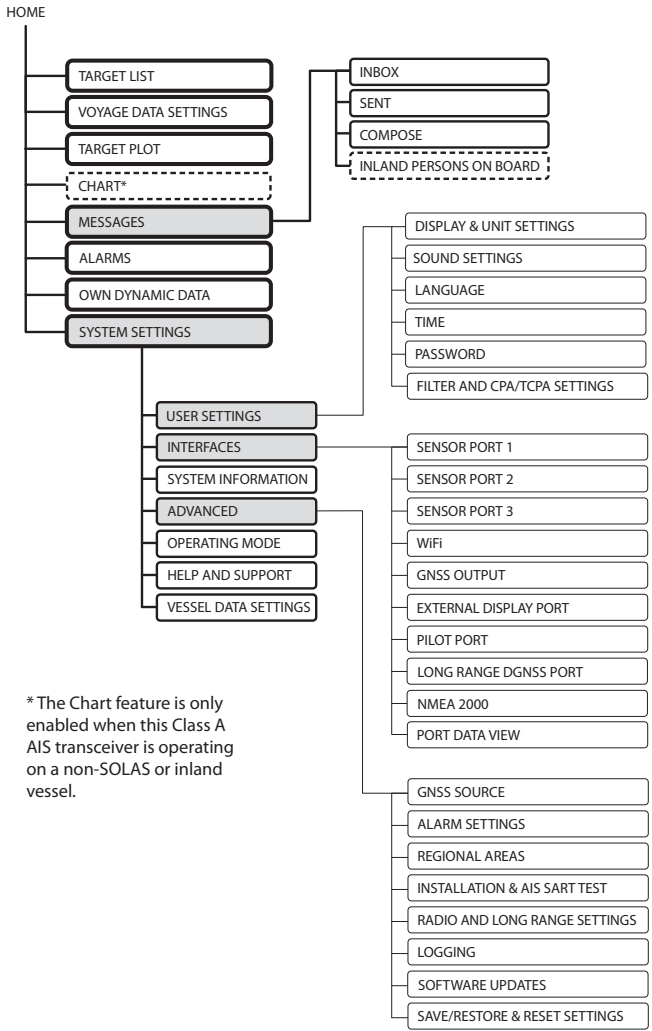 HOME
TARGET LIST
VOYAGE DATA SETTINGS
TARGET PLOT
CHART*
MESSAGES
ALARMS
OWN DYNAMIC DATA
SYSTEM SETTINGS
INBOX
SENT
COMPOSE
INLAND PERSONS ON BOARD
USER SETTINGS
INTERFACES
SYSTEM INFORMATION
ADVANCED
OPERATING MODE
HELP AND SUPPORT
VESSEL DATA SETTINGS
DISPLAY & UNIT SETTINGS
SOUND SETTINGS
LANGUAGE
TIME
PASSWORD
FILTER AND CPA/TCPA SETTINGS
SENSOR PORT 1
SENSOR PORT 2
SENSOR PORT 3
WiFi
GNSS OUTPUT
EXTERNAL DISPLAY PORT
PILOT PORT
LONG RANGE DGNSS PORT
NMEA 2000
PORT DATA VIEW
GNSS SOURCE
ALARM SETTINGS
REGIONAL AREAS
INSTALLATION & AIS SART TEST
RADIO AND LONG RANGE SETTINGS
LOGGING
SOFTWARE UPDATES
SAVE/RESTORE & RESET SETTINGS
* The Chart feature is only
enabled when this Class A
AIS transceiver is operating
on a non-SOLAS or inland
vessel.